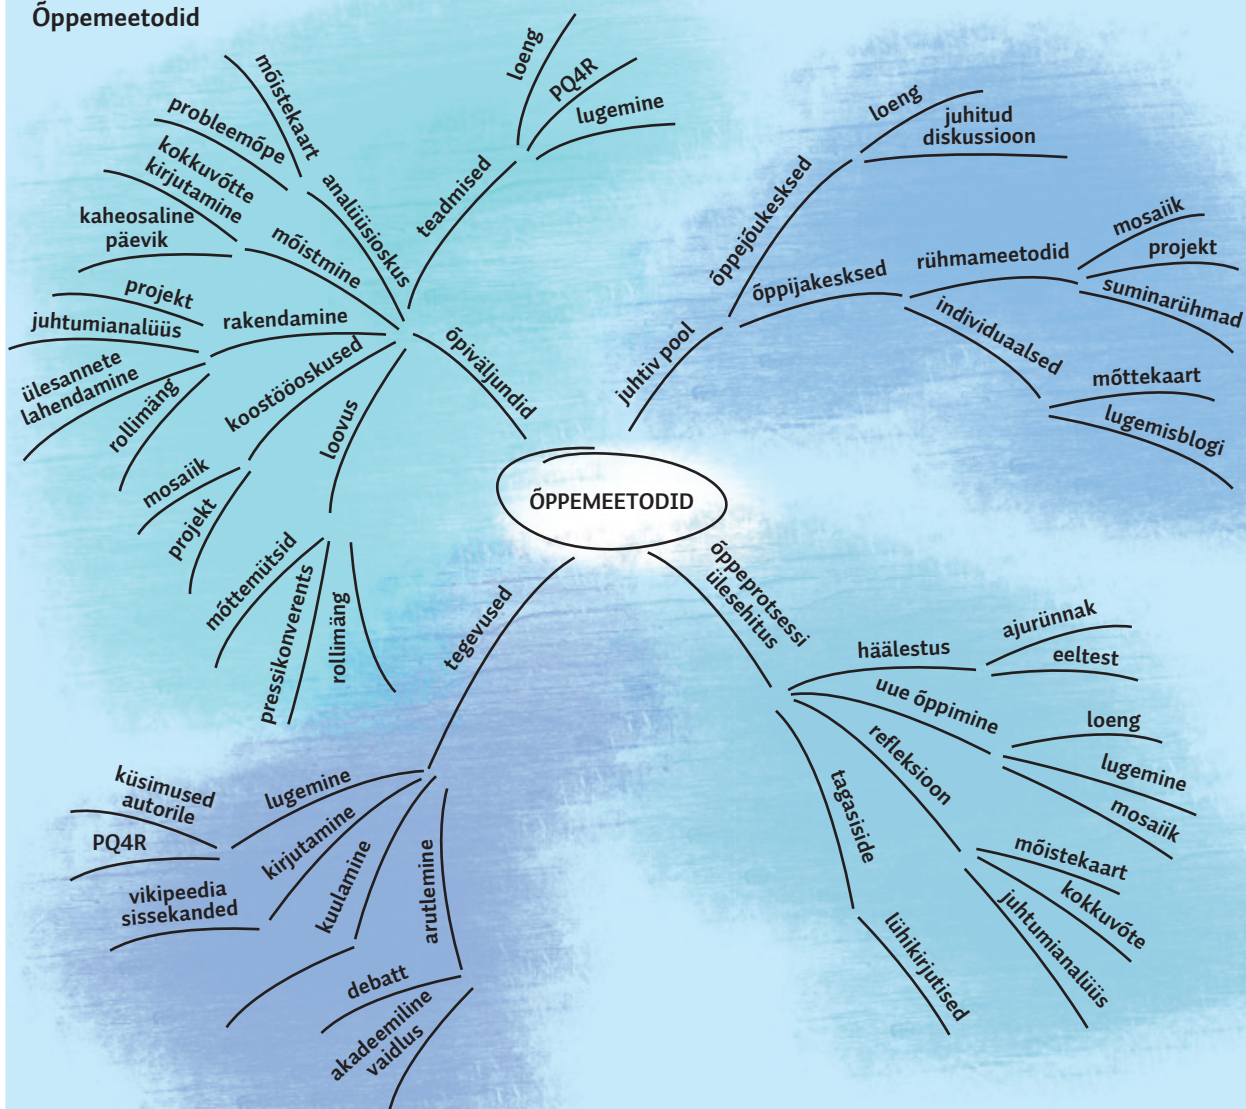 Õppemeetodid
ÕPPEMEETODID
õpiväljundid
teadmised
loeng
PQ4R
lugemine
analüüsioskus
mõistekaart
probleemõpe
mõistmine
kokkuvõtte
kirjutamine
kaheosaline
päevik
rakendamine
projekt
juhtumianalüüs
ülesannete
lahendamine
rollimäng
koostööoskused
mosaiik
projekt
loovus
mõttemütsid
pressikonverents
rollimäng
juhtiv pool
õppejõukesksed
loeng
juhitud
diskussioon
õppijakesksed
rühmameetodid
mosaiik
projekt
suminarühmad
individuaalsed
mõttekaart
lugemisblogi
õppeprotsessi
ülesehitus
häälestus
ajurünnak
eeltest
uue õppimine
loeng
lugemine
mosaiik
refleksioon
mõistekaart
kokkuvõte
juhtumianalüüs
tagasiside
lühikirjutised
tegevused
lugemine
küsimused
autorile
PQ4R
kirjutamine
vikipeedia
sissekanded
kuulamine
arutlemine
debatt
akadeemiline
vaidlus